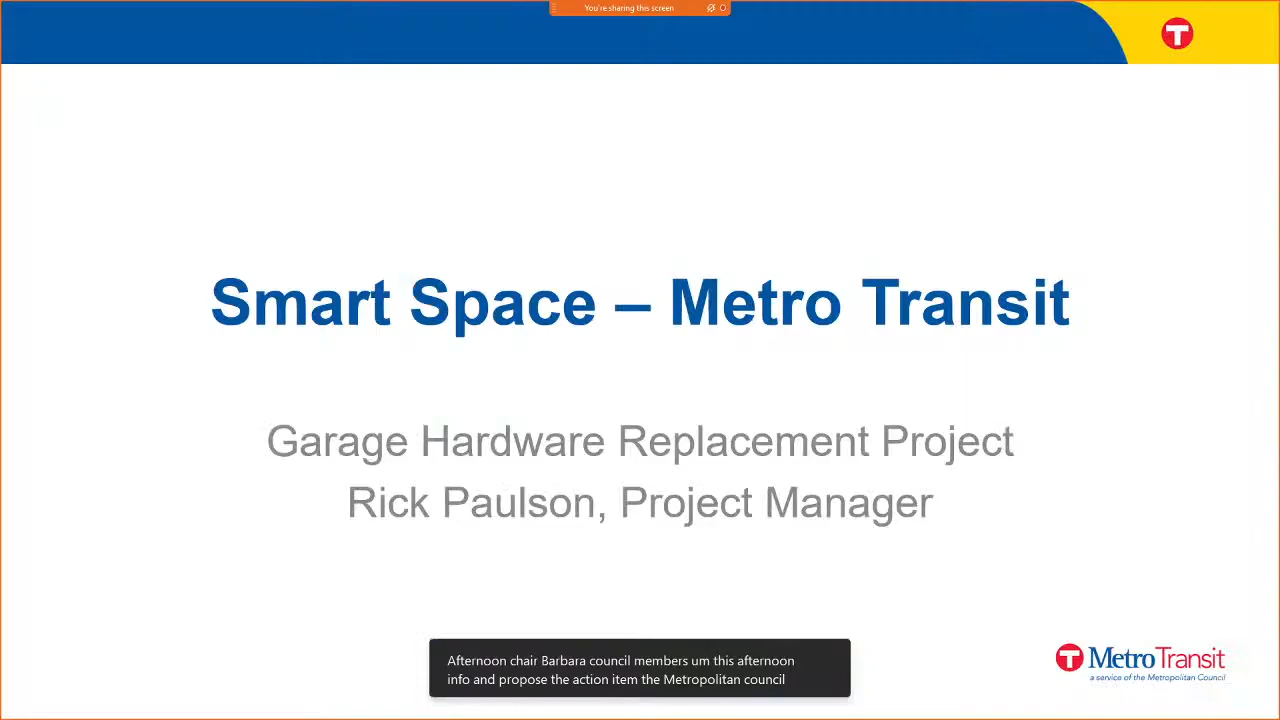 You're sharing this screen
T
Smart Space – Metro Transit
Garage Hardware Replacement Project
Rick Paulson, Project Manager
Afternoon chair Barbara council members um this afternoon
info and propose the action item the Metropolitan council
T MetroTransit
a service of the Metropolitan Council